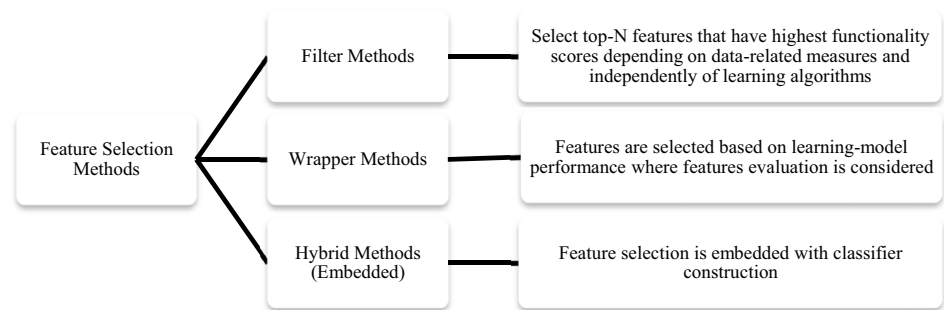 Feature Selection
Methods
Filter Methods
Select top-N features that have highest functionality
scores depending on data-related measures and
independently of learning algorithms
Wrapper Methods
Features are selected based on learning-model
performance where features evaluation is considered
Hybrid Methods
(Embedded)
Feature selection is embedded with classifier
construction